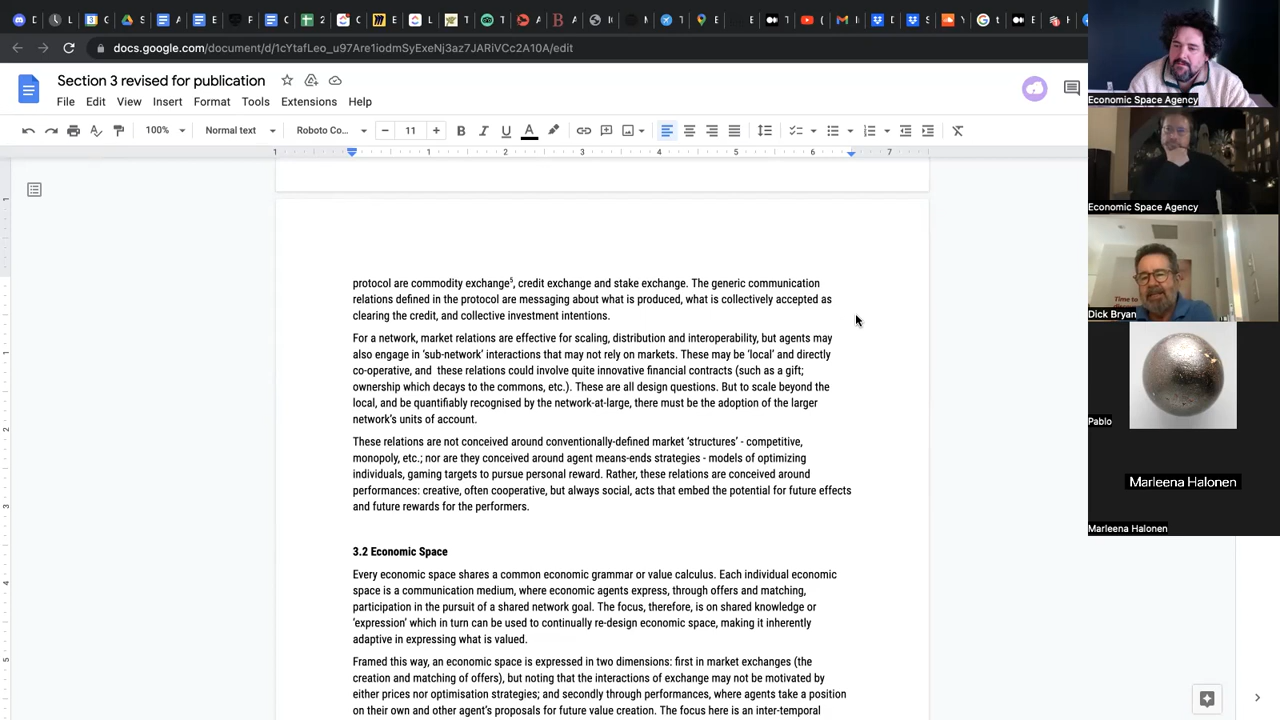 docs.google.com/document/d/1cYtafLeo_u97Are1iodmSyExeNj3az7JARiVCc2A10A/edit
Section 3 revised for publication
File Edit View Insert Format Tools Extensions Help
100% Normal text Roboto Co... − 11 + B I U A
1 1 2 3 4 5 6 7
protocol are commodity exchange⁵, credit exchange and stake exchange. The generic communication
relations defined in the protocol are messaging about what is produced, what is collectively accepted as
clearing the credit, and collective investment intentions.
For a network, market relations are effective for scaling, distribution and interoperability, but agents may
also engage in ‘sub-network’ interactions that may not rely on markets. These may be ‘local’ and directly
co-operative, and  these relations could involve quite innovative financial contracts (such as a gift;
ownership which decays to the commons, etc.). These are all design questions. But to scale beyond the
local, and be quantifiably recognised by the network-at-large, there must be the adoption of the larger
network’s units of account.
These relations are not conceived around conventionally-defined market ‘structures’ - competitive,
monopoly, etc.; nor are they conceived around agent means-ends strategies - models of optimizing
individuals, gaming targets to pursue personal reward. Rather, these relations are conceived around
performances: creative, often cooperative, but always social, acts that embed the potential for future effects
and future rewards for the performers.
3.2 Economic Space
Every economic space shares a common economic grammar or value calculus. Each individual economic
space is a communication medium, where economic agents express, through offers and matching,
participation in the pursuit of a shared network goal. The focus, therefore, is on shared knowledge or
‘expression’ which in turn can be used to continually re-design economic space, making it inherently
adaptive in expressing what is valued.
Framed this way, an economic space is expressed in two dimensions: first in market exchanges (the
creation and matching of offers), but noting that the interactions of exchange may not be motivated by
either prices nor optimisation strategies; and secondly through performances, where agents take a position
on their own and other agent’s proposals for future value creation. The focus here is an inter-temporal
Economic Space Agency
Economic Space Agency
Time to
Dick Bryan
Pablo
Marleena Halonen
Marleena Halonen